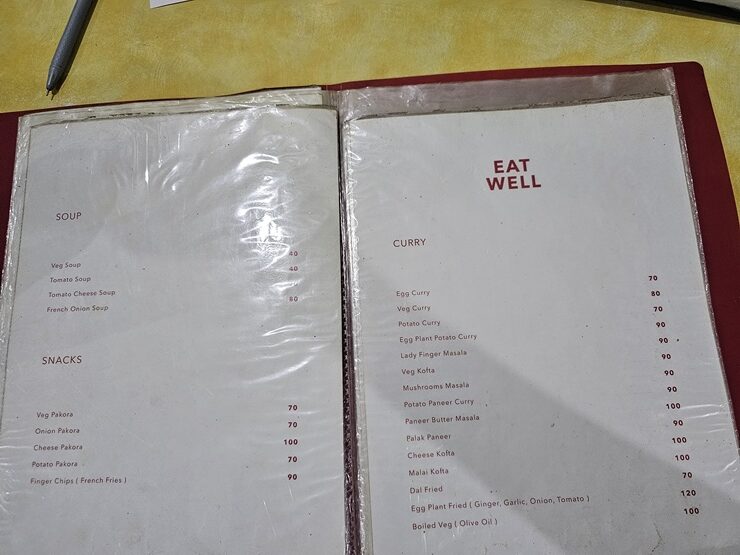 SOUP
Veg Soup 40
Tomato Soup 40
Tomato Cheese Soup
French Onion Soup 80
SNACKS
Veg Pakora 70
Onion Pakora 70
Cheese Pakora 100
Potato Pakora 70
Finger Chips ( French Fries ) 90
EAT
WELL
CURRY
Egg Curry 70
Veg Curry 80
Potato Curry 70
Egg Plant Potato Curry 90
Lady Finger Masala 90
Veg Kofta 90
Mushrooms Masala 90
Potato Paneer Curry 90
Paneer Butter Masala 100
Palak Paneer 90
Cheese Kofta 100
Malai Kofta 100
Dal Fried 70
Egg Plant Fried ( Ginger, Garlic, Onion, Tomato ) 120
Boiled Veg ( Olive Oil ) 100